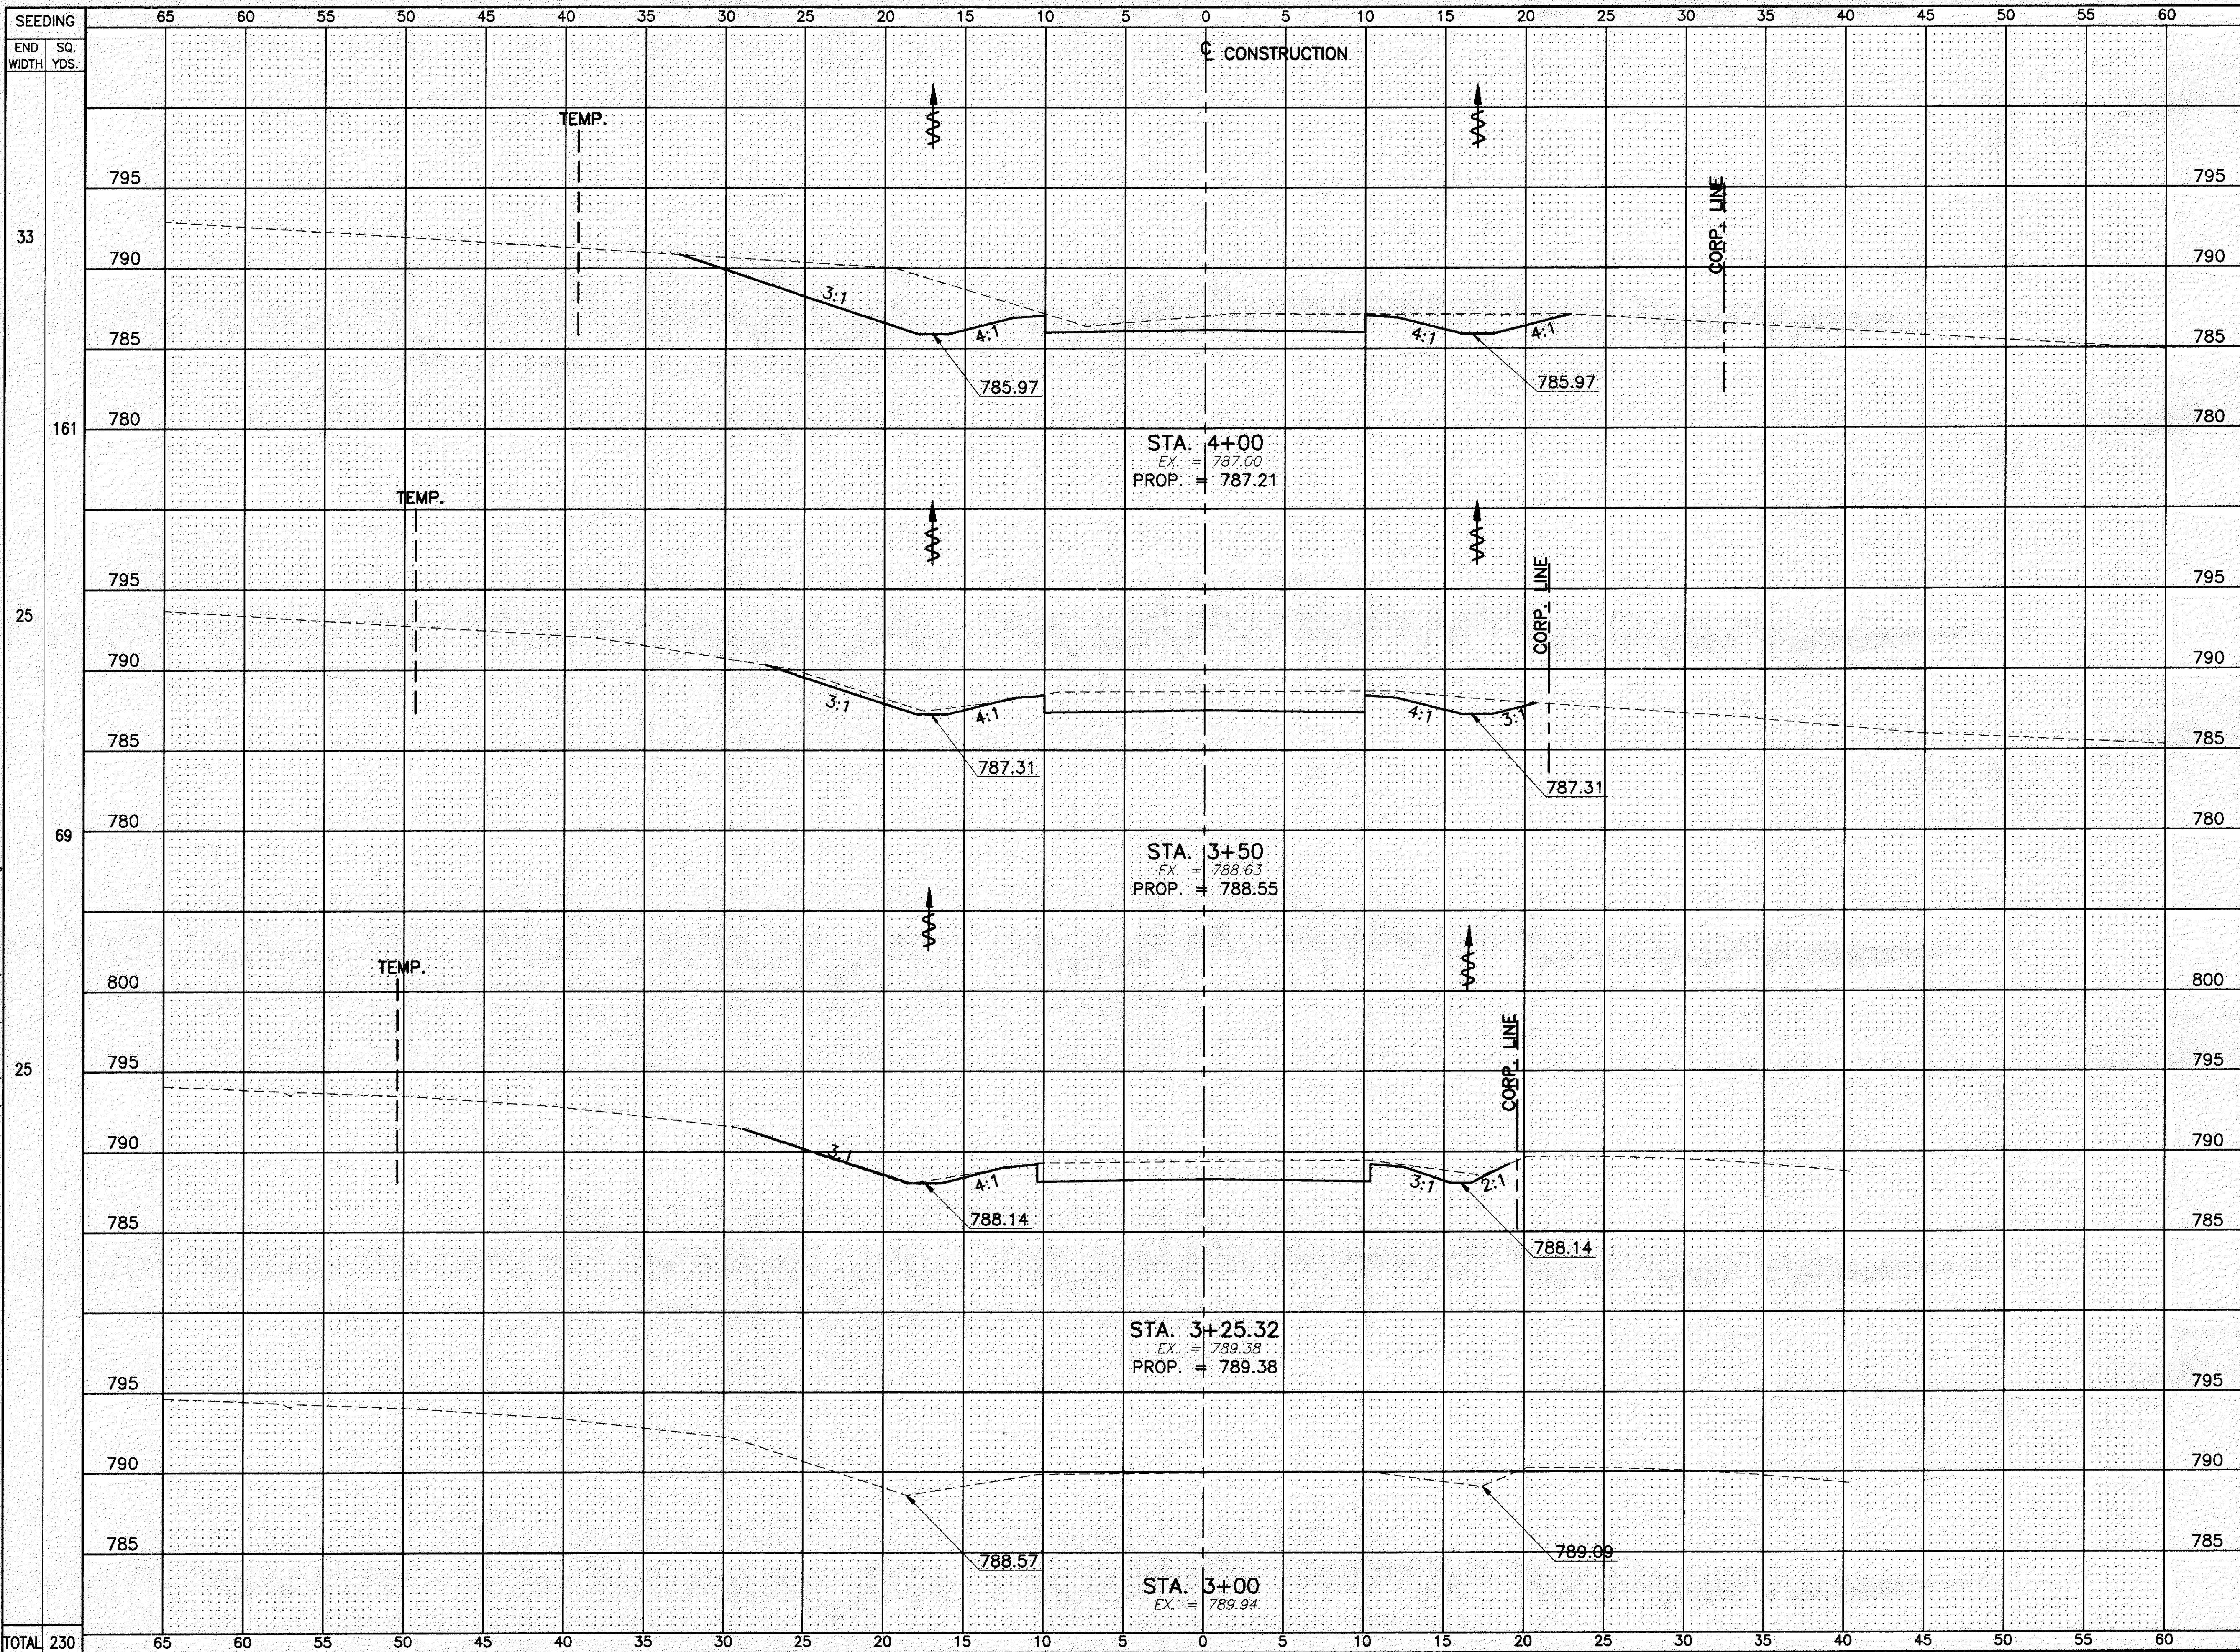 SEEDING
END WIDTH
SQ. YDS.
65 60 55 50 45 40 35 30 25 20 15 10 5 0 5 10 15 20 25 30 35 40 45 50 55 60
℄ CONSTRUCTION
TEMP.
CORP. LINE
795 795
33
790 790
3:1
4:1
4:1
4:1
785 785
785.97
785.97
780 780
161
STA. 4+00
EX. = 787.00
PROP. = 787.21
TEMP.
CORP. LINE
795 795
25
790 790
3:1
4:1
4:1
3:1
785 785
787.31
787.31
780 780
69
STA. 3+50
EX. = 788.63
PROP. = 788.55
TEMP.
800 800
CORP. LINE
795 795
25
790 790
3:1
4:1
3:1
2:1
785 785
788.14
788.14
STA. 3+25.32
EX. = 789.38
PROP. = 789.38
795 795
790 790
785 785
788.57
789.09
STA. 3+00
EX. = 789.94
TOTAL 230
65 60 55 50 45 40 35 30 25 20 15 10 5 0 5 10 15 20 25 30 35 40 45 50 55 60